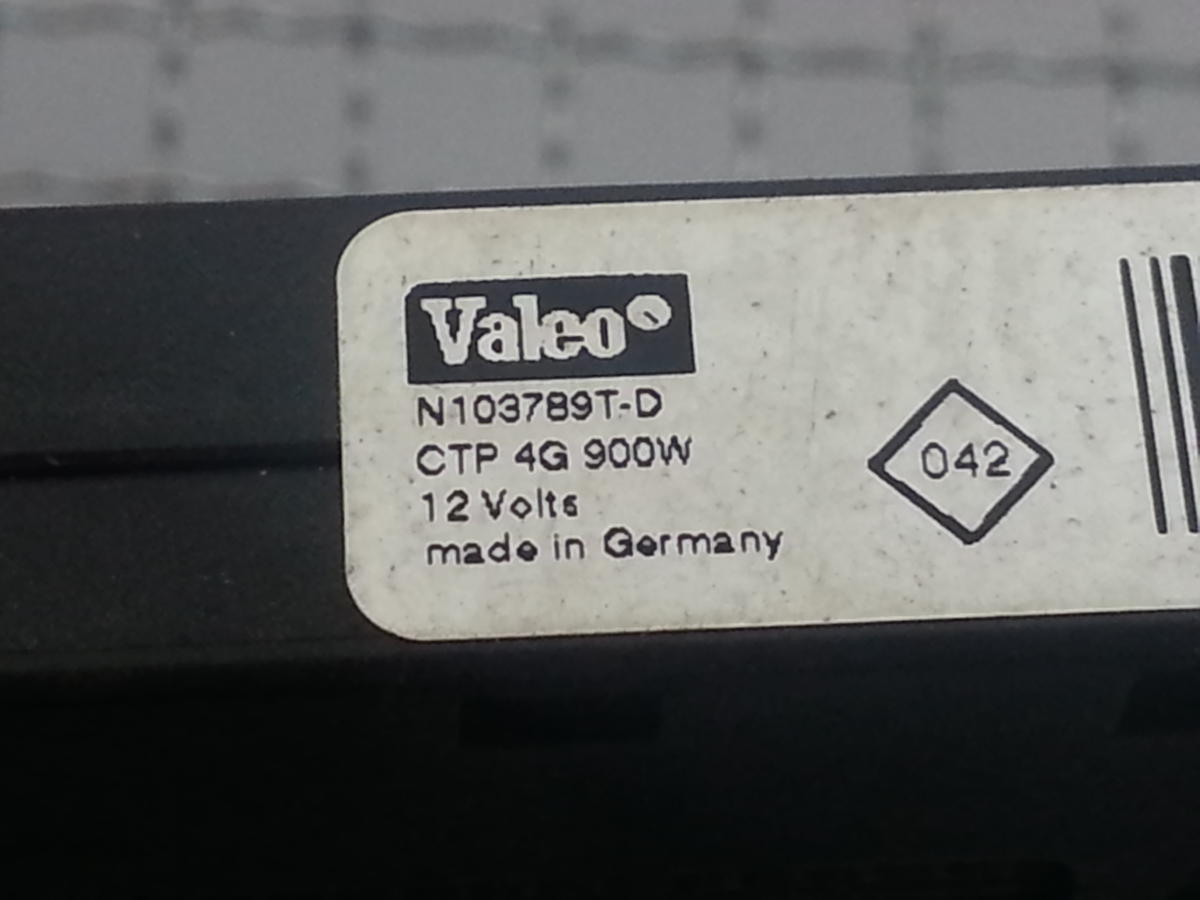 Valeo
N103789T-D
CTP 4G 900W
12 Volts
made in Germany
042